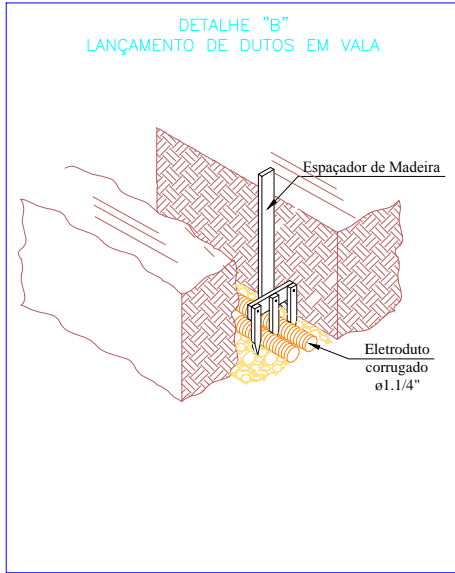 DETALHE "B"
LANÇAMENTO DE DUTOS EM VALA
Espaçador de Madeira
Eletroduto
corrugado
ø1.1/4"